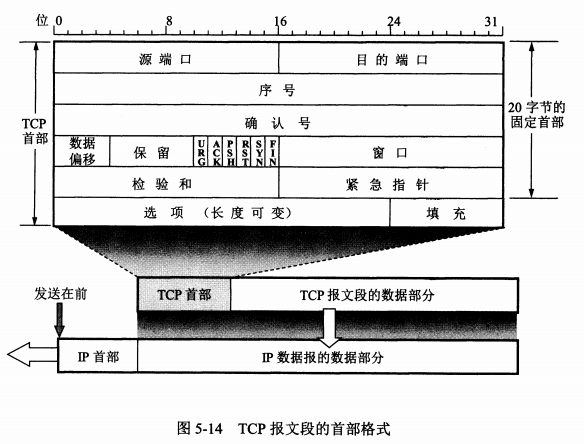 位 0 8 16 24 31
源端口 目的端口
序号
确认号
数据偏移 保留 URG ACK PSH RST SYN FIN 窗口
检验和 紧急指针
选项 (长度可变) 填充
TCP
首部
20 字节的
固定首部
TCP 首部 TCP 报文段的数据部分
发送在前
IP 首部 IP 数据报的数据部分
图 5-14 TCP 报文段的首部格式